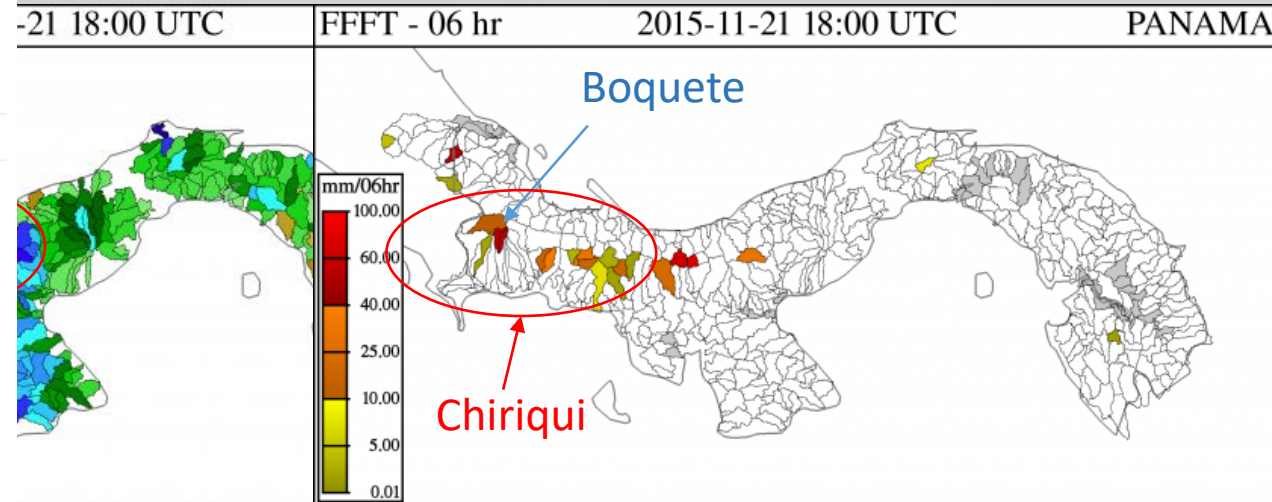 -21 18:00 UTC
FFFT - 06 hr 2015-11-21 18:00 UTC PANAMA
Boquete
mm/06hr
100.00
60.00
40.00
25.00
10.00
5.00
0.01
Chiriqui